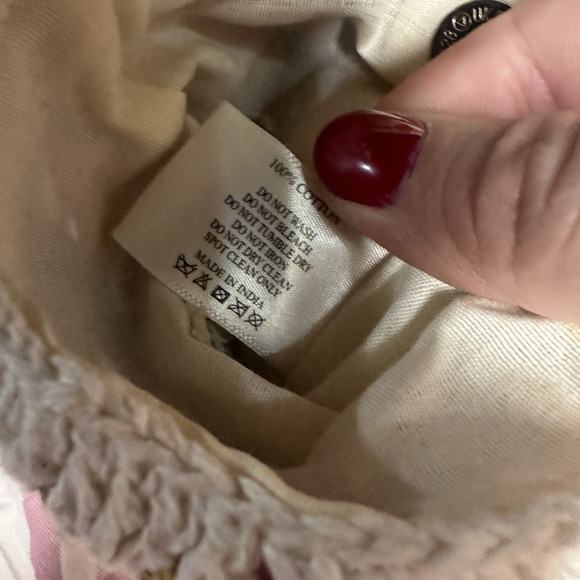 100% COTTON
DO NOT WASH
DO NOT BLEACH
DO NOT TUMBLE DRY
DO NOT IRON
DO NOT DRY CLEAN
SPOT CLEAN ONLY
MADE IN INDIA